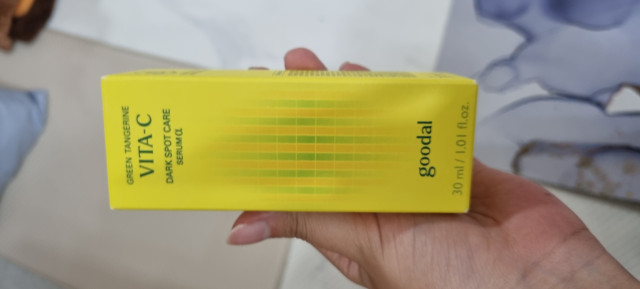 GREEN TANGERINE
VITA-C
DARK SPOT CARE
SERUM α
goodal
30 ml / 1.01 fl.oz.